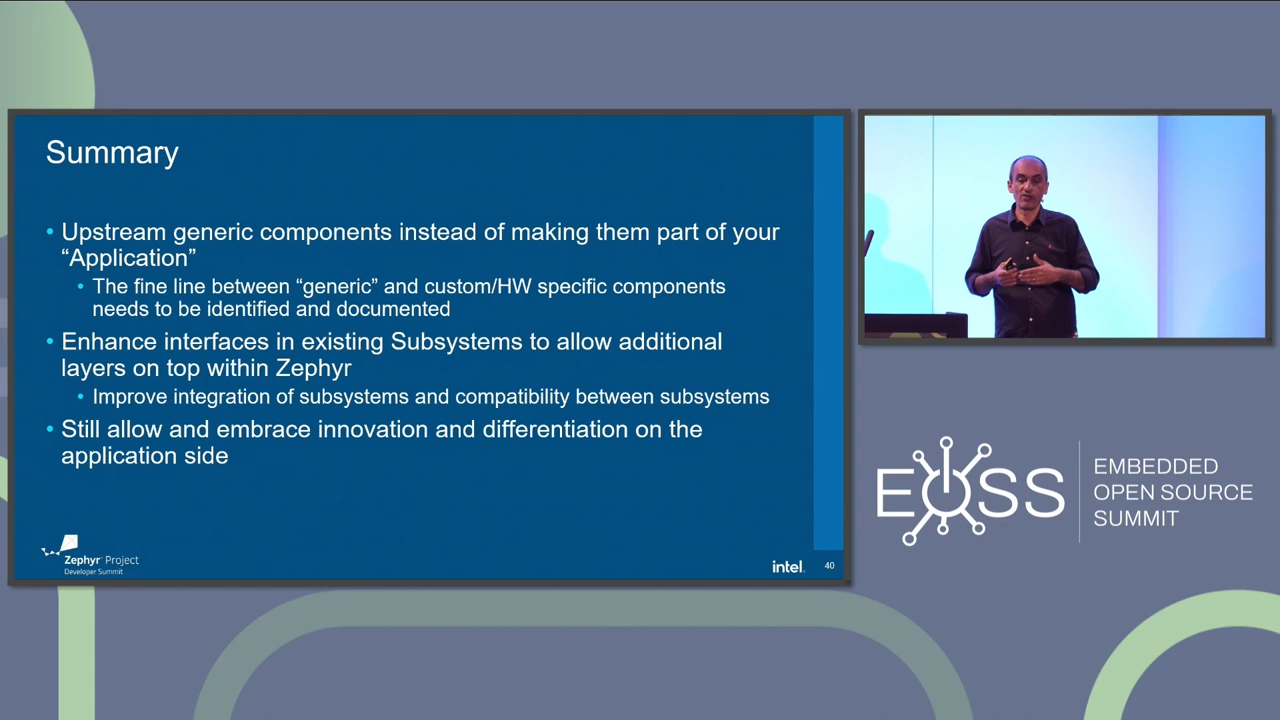 Summary
• Upstream generic components instead of making them part of your
“Application”
• The fine line between “generic” and custom/HW specific components
needs to be identified and documented
• Enhance interfaces in existing Subsystems to allow additional
layers on top within Zephyr
• Improve integration of subsystems and compatibility between subsystems
• Still allow and embrace innovation and differentiation on the
application side
Zephyr® Project
Developer Summit
intel.
40
EOSS
EMBEDDED
OPEN SOURCE
SUMMIT